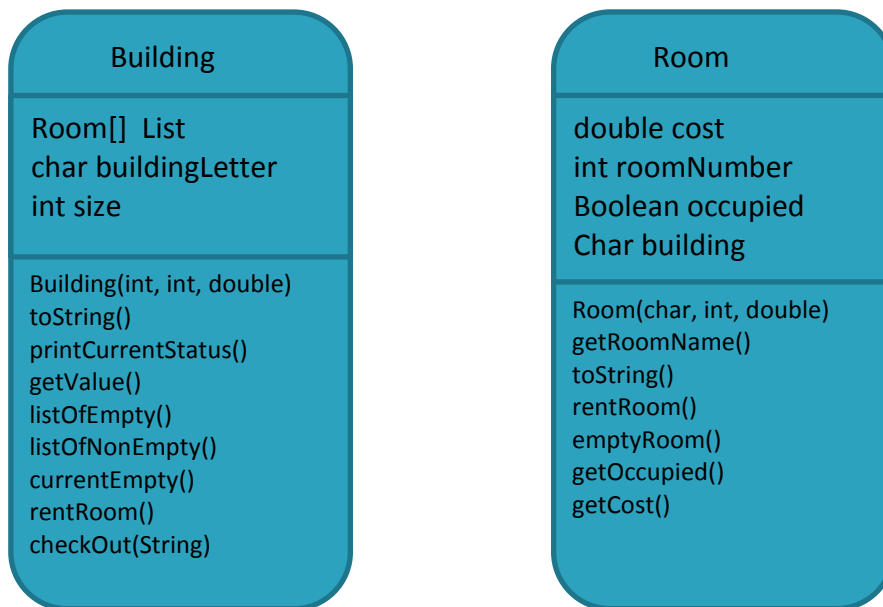 Building
Room[]  List
char buildingLetter
int size
Building(int, int, double)
toString()
printCurrentStatus()
getValue()
listOfEmpty()
listOfNonEmpty()
currentEmpty()
rentRoom()
checkOut(String)
Room
double cost
int roomNumber
Boolean occupied
Char building
Room(char, int, double)
getRoomName()
toString()
rentRoom()
emptyRoom()
getOccupied()
getCost()